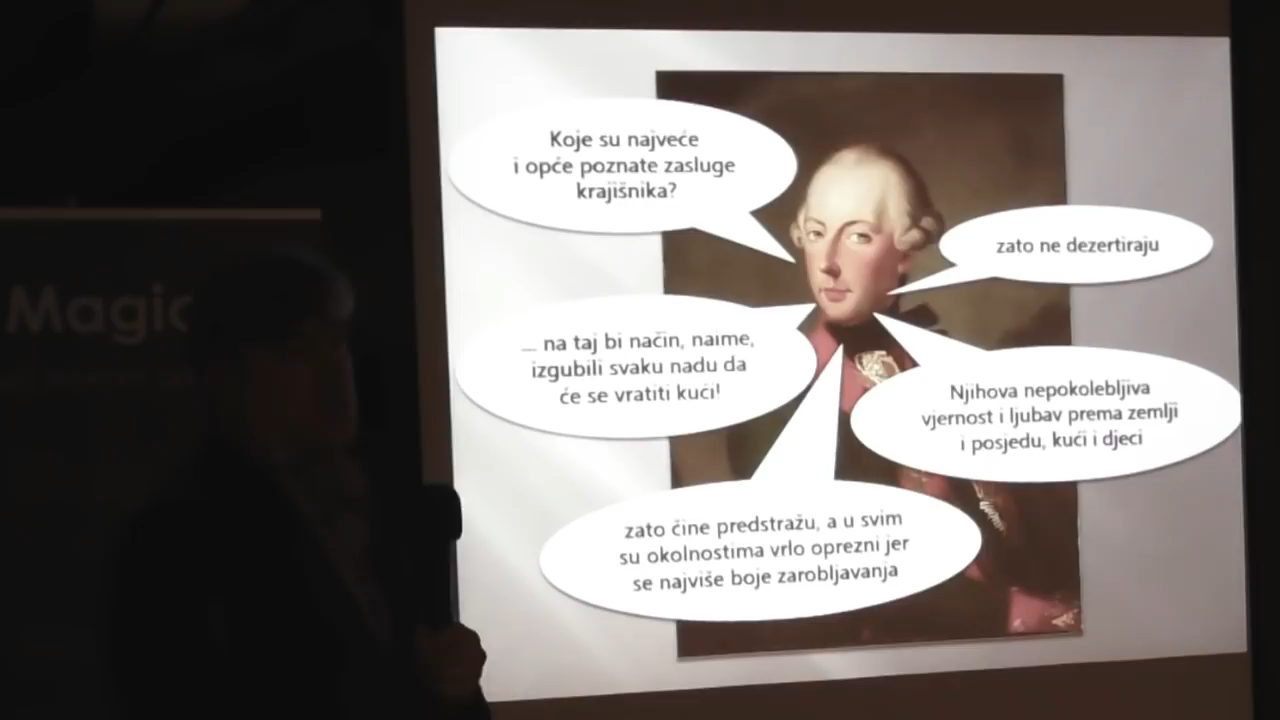 Magic
Koje su najveće
i opće poznate zasluge
krajišnika?
zato ne dezertiraju
... na taj bi način, naime,
izgubili svaku nadu da
će se vratiti kući!
Njihova nepokolebljiva
vjernost i ljubav prema zemlji
i posjedu, kući i djeci
zato čine predstražu, a u svim
su okolnostima vrlo oprezni jer
se najviše boje zarobljavanja